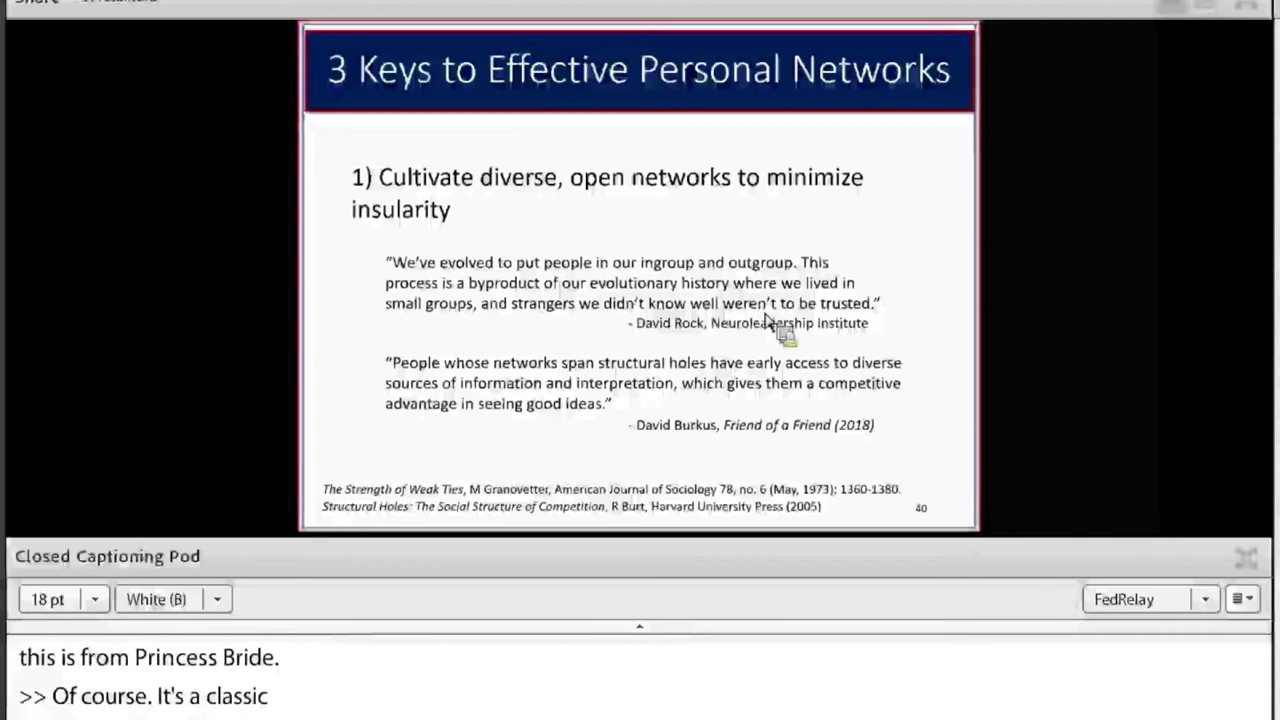 3 Keys to Effective Personal Networks
1) Cultivate diverse, open networks to minimize
insularity
“We’ve evolved to put people in our ingroup and outgroup. This
process is a byproduct of our evolutionary history where we lived in
small groups, and strangers we didn’t know well weren’t to be trusted.”
- David Rock, Neuroleadership Institute
“People whose networks span structural holes have early access to diverse
sources of information and interpretation, which gives them a competitive
advantage in seeing good ideas.”
- David Burkus, Friend of a Friend (2018)
The Strength of Weak Ties, M Granovetter, American Journal of Sociology 78, no. 6 (May, 1973): 1360-1380.
Structural Holes: The Social Structure of Competition, R Burt, Harvard University Press (2005)
40
Closed Captioning Pod
18 pt
White (B)
FedRelay
this is from Princess Bride.
>> Of course. It's a classic